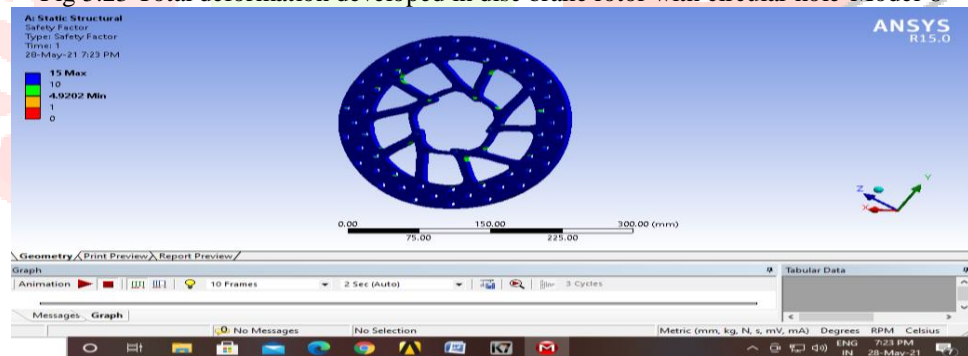 Fig 5.25 Total deformation developed in disc brake rotor with circular hole Model-6
A: Static Structural
Safety Factor
Type: Safety Factor
Time: 1
28-May-21 7:23 PM
15 Max
10
4.9202 Min
1
0
ANSYS
R15.0
Z
Y
X
0.00 150.00 300.00 (mm)
75.00 225.00
Geometry Print Preview Report Preview
Graph
Tabular Data
Animation 10 Frames 2 Sec (Auto) 3 Cycles
Messages Graph
No Messages No Selection Metric (mm, kg, N, s, mV, mA) Degrees RPM Celsius
ENG 7:23 PM
IN 28-May-21